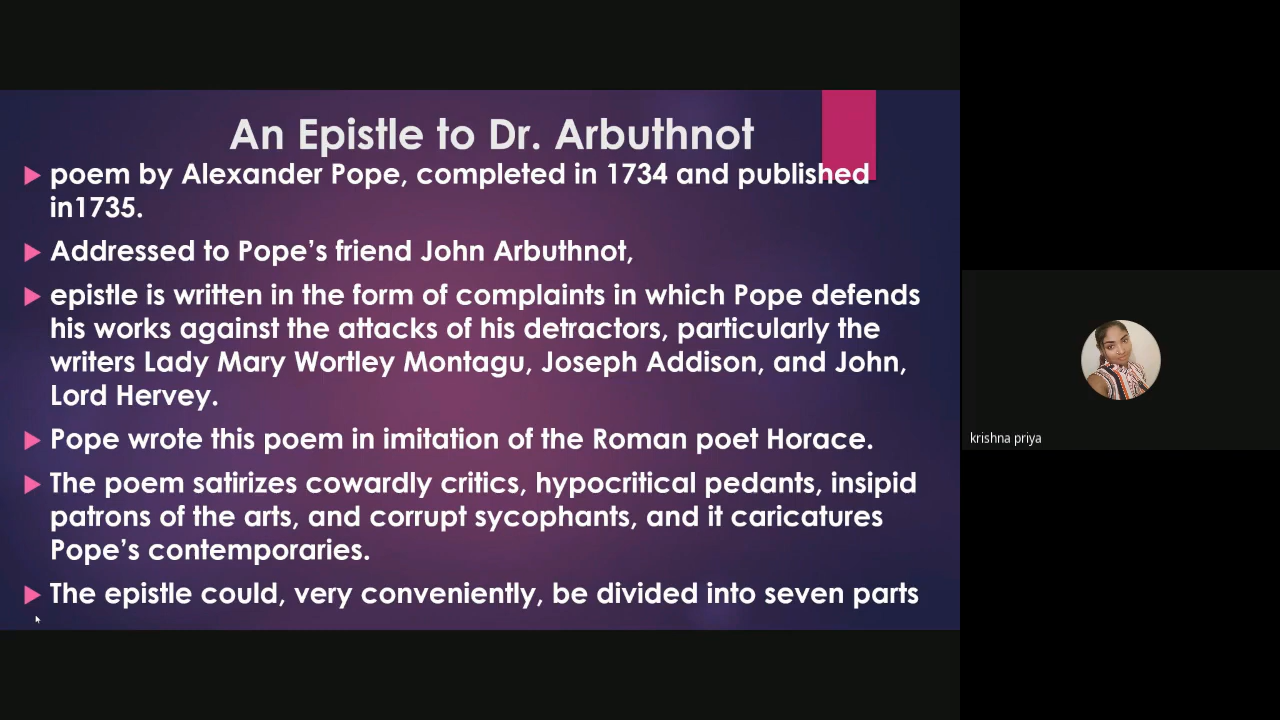 An Epistle to Dr. Arbuthnot
poem by Alexander Pope, completed in 1734 and published
in1735.
Addressed to Pope’s friend John Arbuthnot,
epistle is written in the form of complaints in which Pope defends
his works against the attacks of his detractors, particularly the
writers Lady Mary Wortley Montagu, Joseph Addison, and John,
Lord Hervey.
Pope wrote this poem in imitation of the Roman poet Horace.
The poem satirizes cowardly critics, hypocritical pedants, insipid
patrons of the arts, and corrupt sycophants, and it caricatures
Pope’s contemporaries.
The epistle could, very conveniently, be divided into seven parts
krishna priya